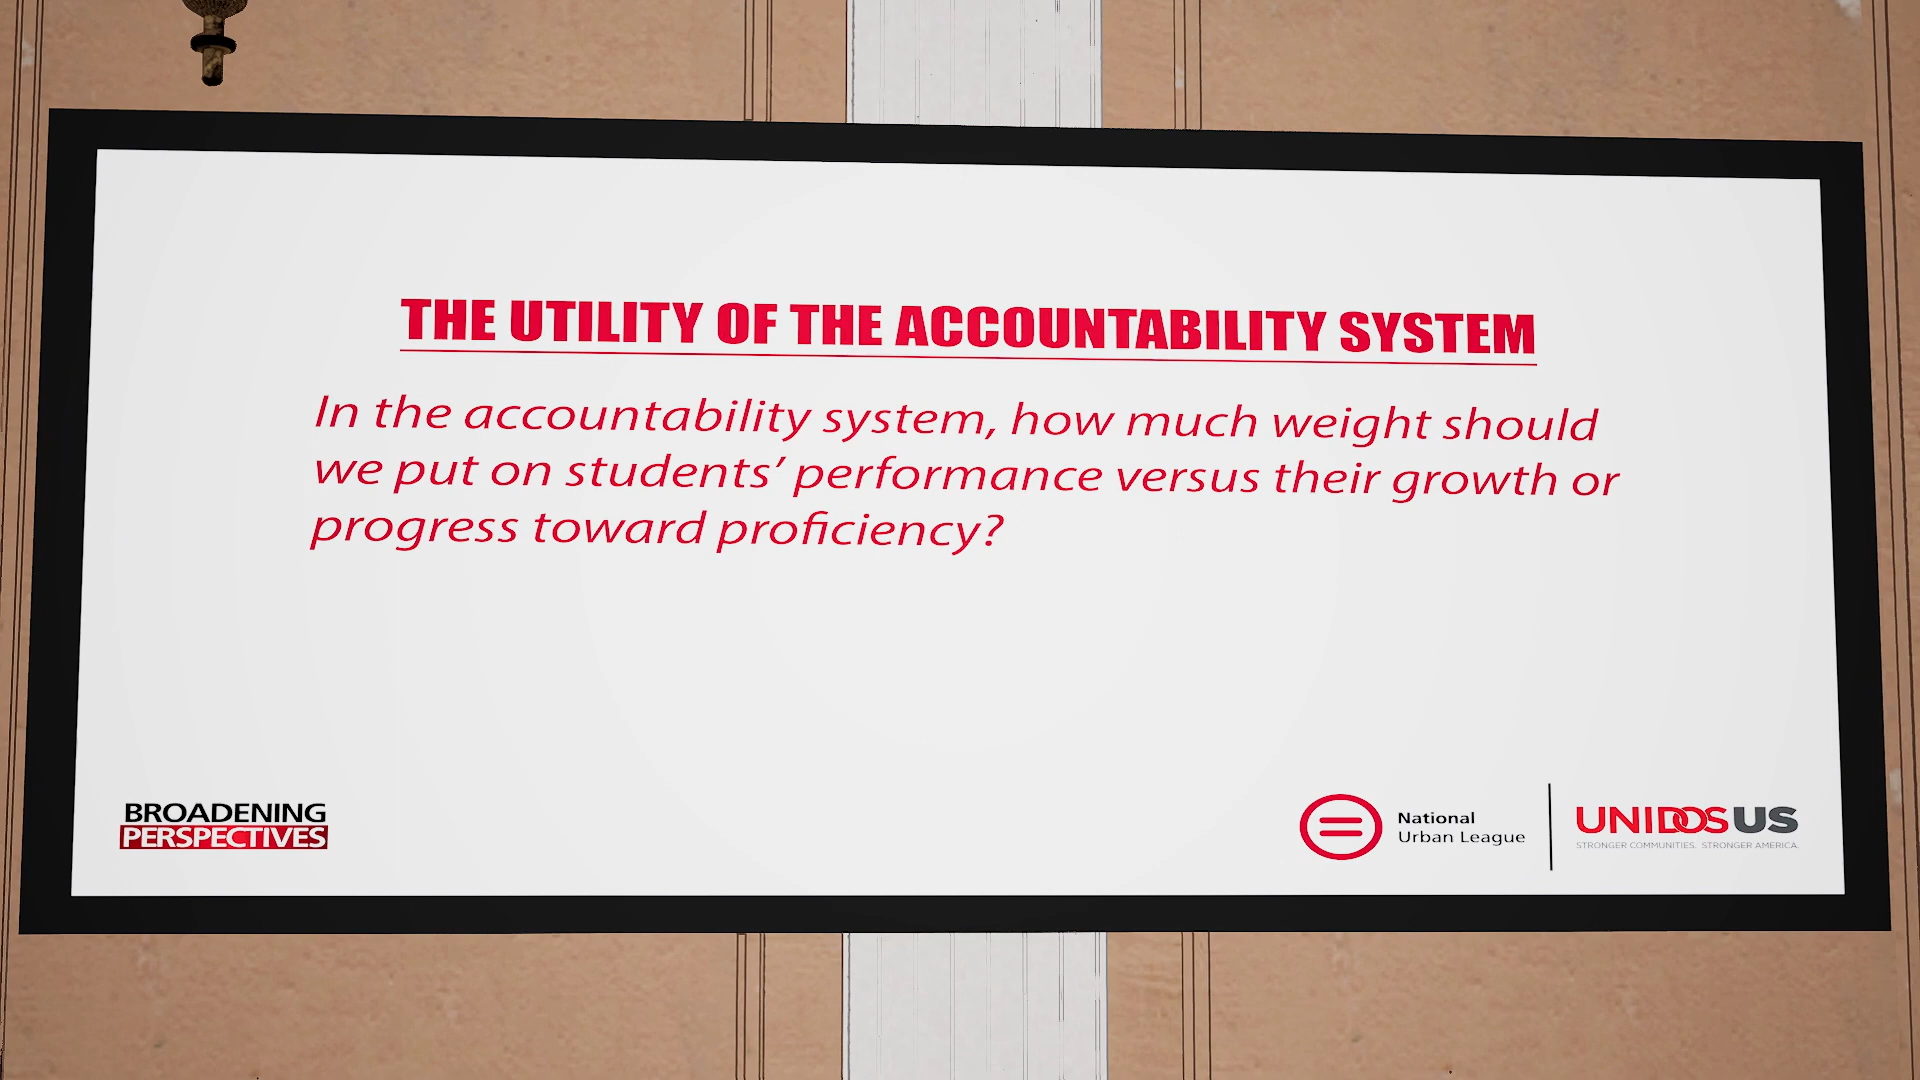 THE UTILITY OF THE ACCOUNTABILITY SYSTEM
In the accountability system, how much weight should
we put on students’ performance versus their growth or
progress toward proficiency?
BROADENING
PERSPECTIVES
National
Urban League
UNIDOSUS
STRONGER COMMUNITIES. STRONGER AMERICA.